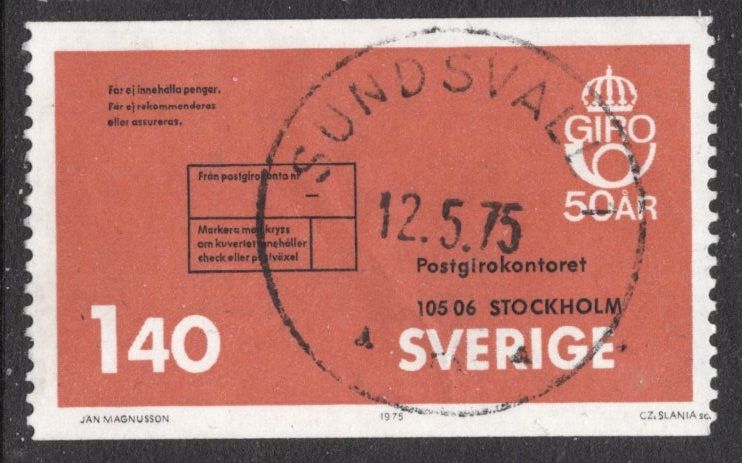 Får ej innehålla pengar.
Får ej rekommenderas
eller assureras.
GIRO
50 ÅR
SUNDSVALL 1
Från postgirokonto nr
12.5.75
Markera med kryss
om kuvertet innehåller
check eller postväxel
Postgirokontoret
105 06 STOCKHOLM
140
SVERIGE
JAN MAGNUSSON
1975
CZ. SLANIA sc.